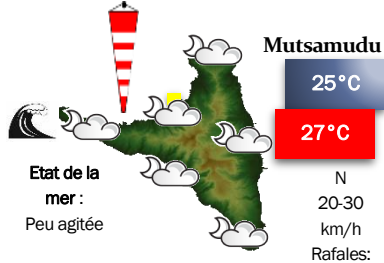 Mutsamudu
25°C
27°C
Etat de la
mer :
Peu agitée
N
20-30
km/h
Rafales: